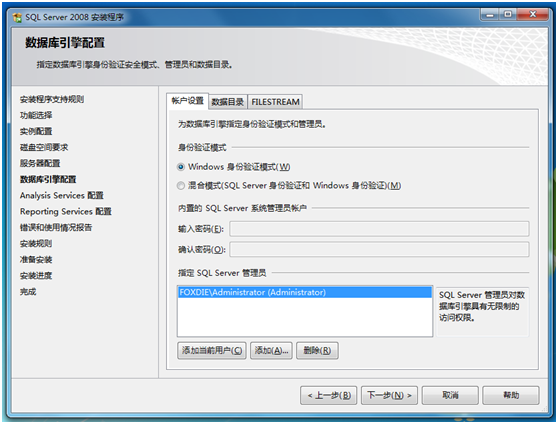 SQL Server 2008 安装程序
数据库引擎配置
指定数据库引擎身份验证安全模式、管理员和数据目录。
安装程序支持规则
功能选择
实例配置
磁盘空间要求
服务器配置
数据库引擎配置
Analysis Services 配置
Reporting Services 配置
错误和使用情况报告
安装规则
准备安装
安装进度
完成
帐户设置 数据目录 FILESTREAM
为数据库引擎指定身份验证模式和管理员。
身份验证模式
Windows 身份验证模式(W)
混合模式(SQL Server 身份验证和 Windows 身份验证)(M)
内置的 SQL Server 系统管理员帐户
输入密码(E):
确认密码(O):
指定 SQL Server 管理员
FOXDIE\Administrator (Administrator)
SQL Server 管理员对数
据库引擎具有无限制的
访问权限。
添加当前用户(C) 添加(A)... 删除(R)
< 上一步(B) 下一步(N) > 取消 帮助